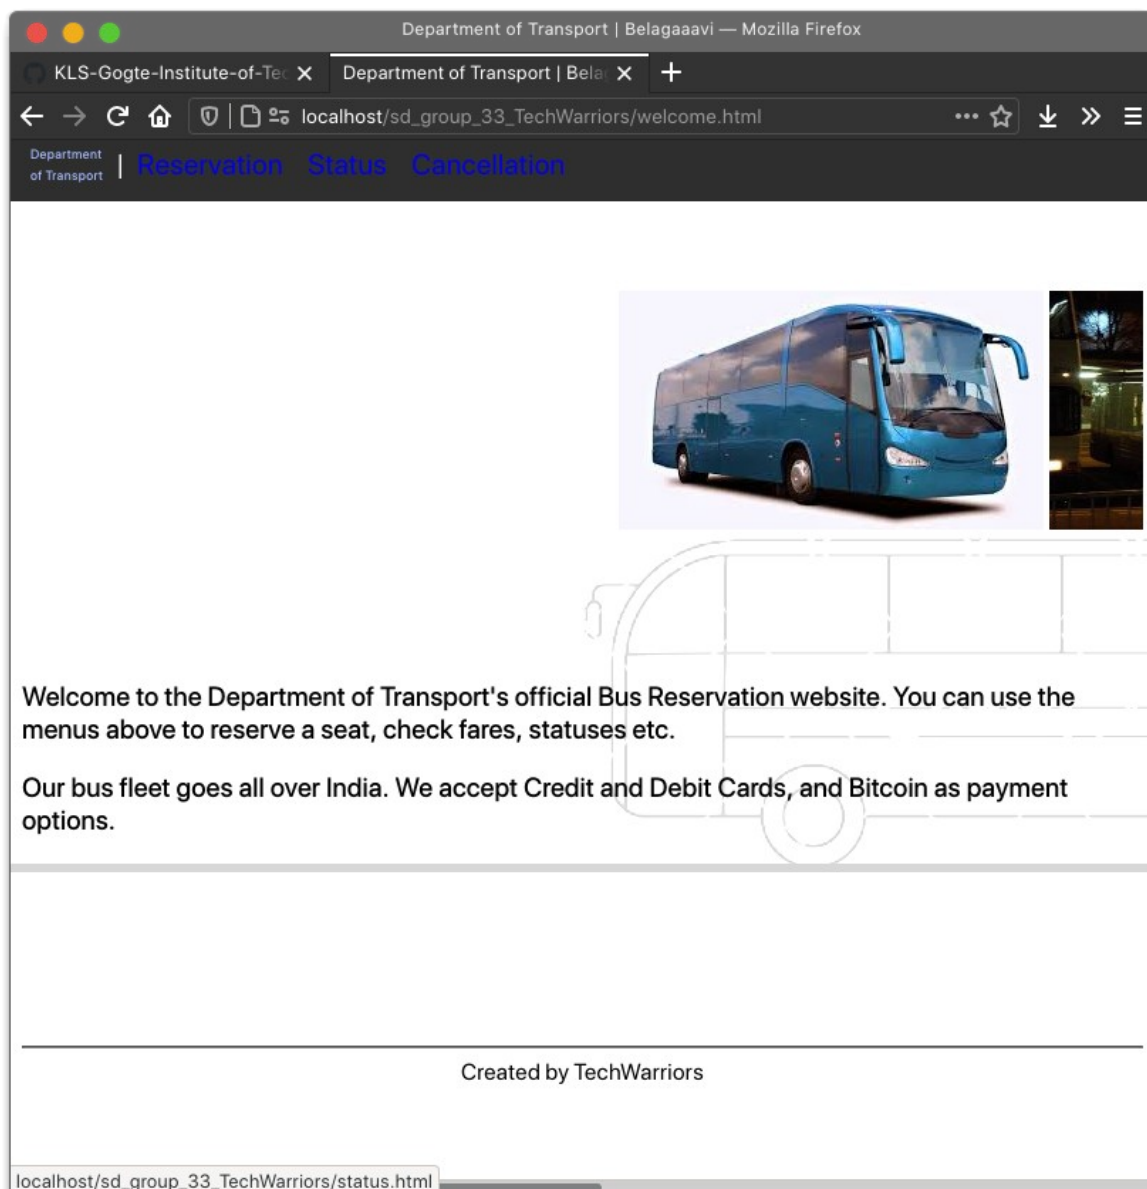 Department of Transport | Belagaaavi — Mozilla Firefox
KLS-Gogte-Institute-of-Tec
Department of Transport | Bela
localhost/sd_group_33_TechWarriors/welcome.html
Department
of Transport
| Reservation Status Cancellation
Welcome to the Department of Transport's official Bus Reservation website. You can use the
menus above to reserve a seat, check fares, statuses etc.
Our bus fleet goes all over India. We accept Credit and Debit Cards, and Bitcoin as payment
options.
Created by TechWarriors
localhost/sd_group_33_TechWarriors/status.html